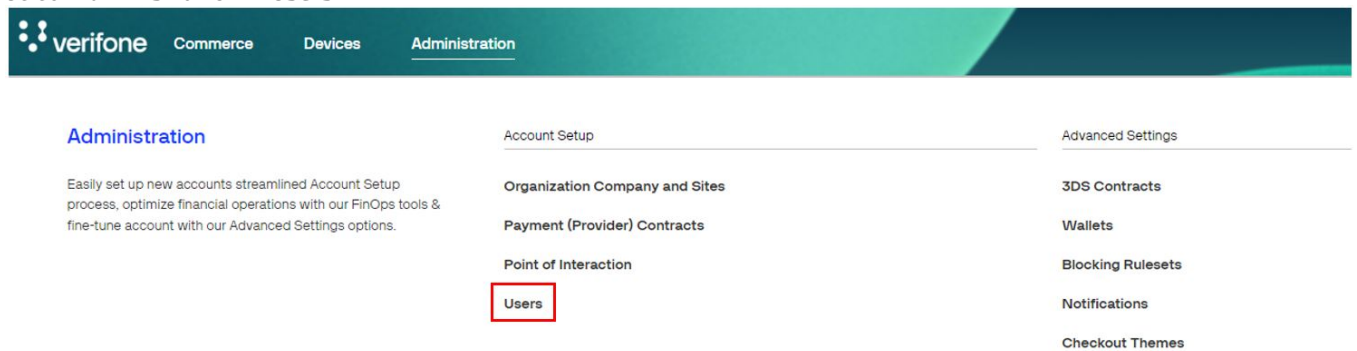 verifone Commerce Devices Administration
Administration
Easily set up new accounts streamlined Account Setup
process, optimize financial operations with our FinOps tools &
fine-tune account with our Advanced Settings options.
Account Setup
Organization Company and Sites
Payment (Provider) Contracts
Point of Interaction
Users
Advanced Settings
3DS Contracts
Wallets
Blocking Rulesets
Notifications
Checkout Themes